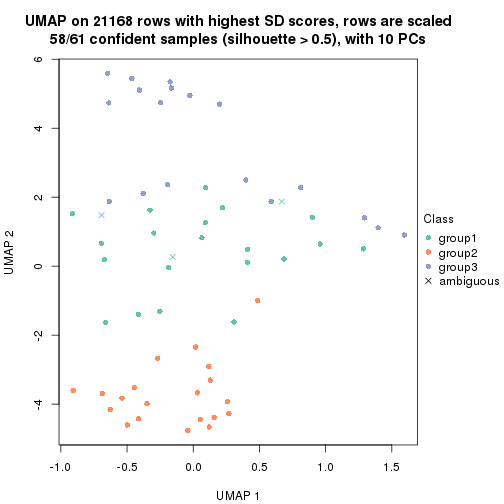 UMAP on 21168 rows with highest SD scores, rows are scaled
58/61 confident samples (silhouette > 0.5), with 10 PCs
6
4
2
0
-2
-4
UMAP 2
-1.0 -0.5 0.0 0.5 1.0 1.5
UMAP 1
Class
group1
group2
group3
ambiguous